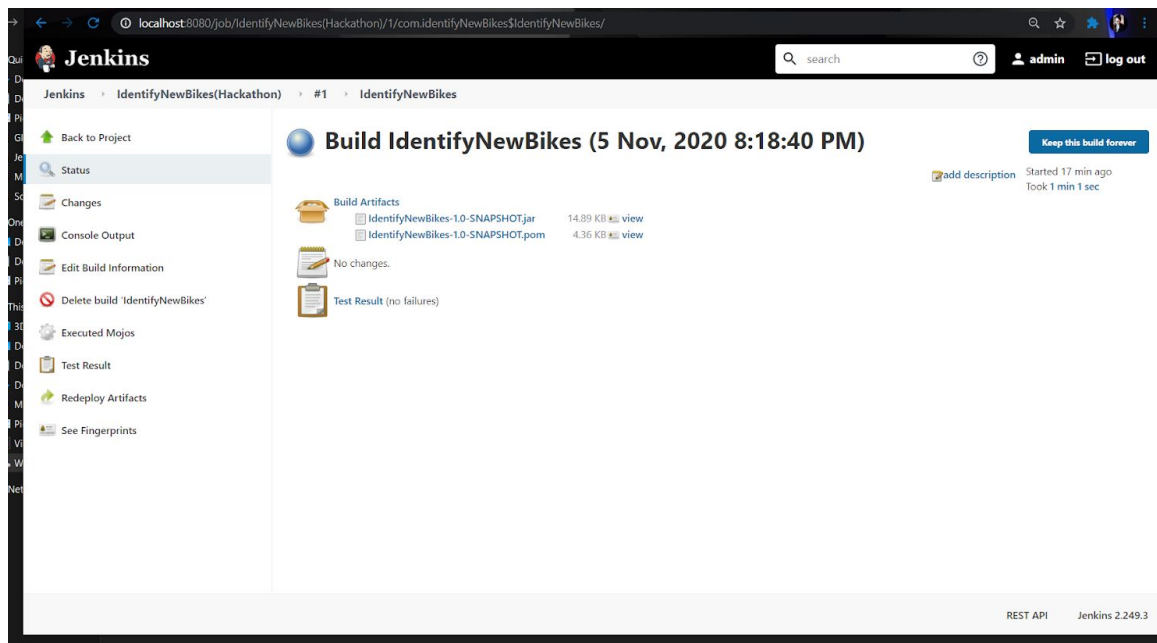 localhost:8080/job/IdentifyNewBikes(Hackathon)/1/com.identifyNewBikes$IdentifyNewBikes/
Jenkins
search
admin
log out
Jenkins
IdentifyNewBikes(Hackathon)
#1
IdentifyNewBikes
Back to Project
Status
Changes
Console Output
Edit Build Information
Delete build 'IdentifyNewBikes'
Executed Mojos
Test Result
Redeploy Artifacts
See Fingerprints
Build IdentifyNewBikes (5 Nov, 2020 8:18:40 PM)
Keep this build forever
add description
Started 17 min ago
Took 1 min 1 sec
Build Artifacts
IdentifyNewBikes-1.0-SNAPSHOT.jar 14.89 KB view
IdentifyNewBikes-1.0-SNAPSHOT.pom 4.36 KB view
No changes.
Test Result (no failures)
REST API
Jenkins 2.249.3